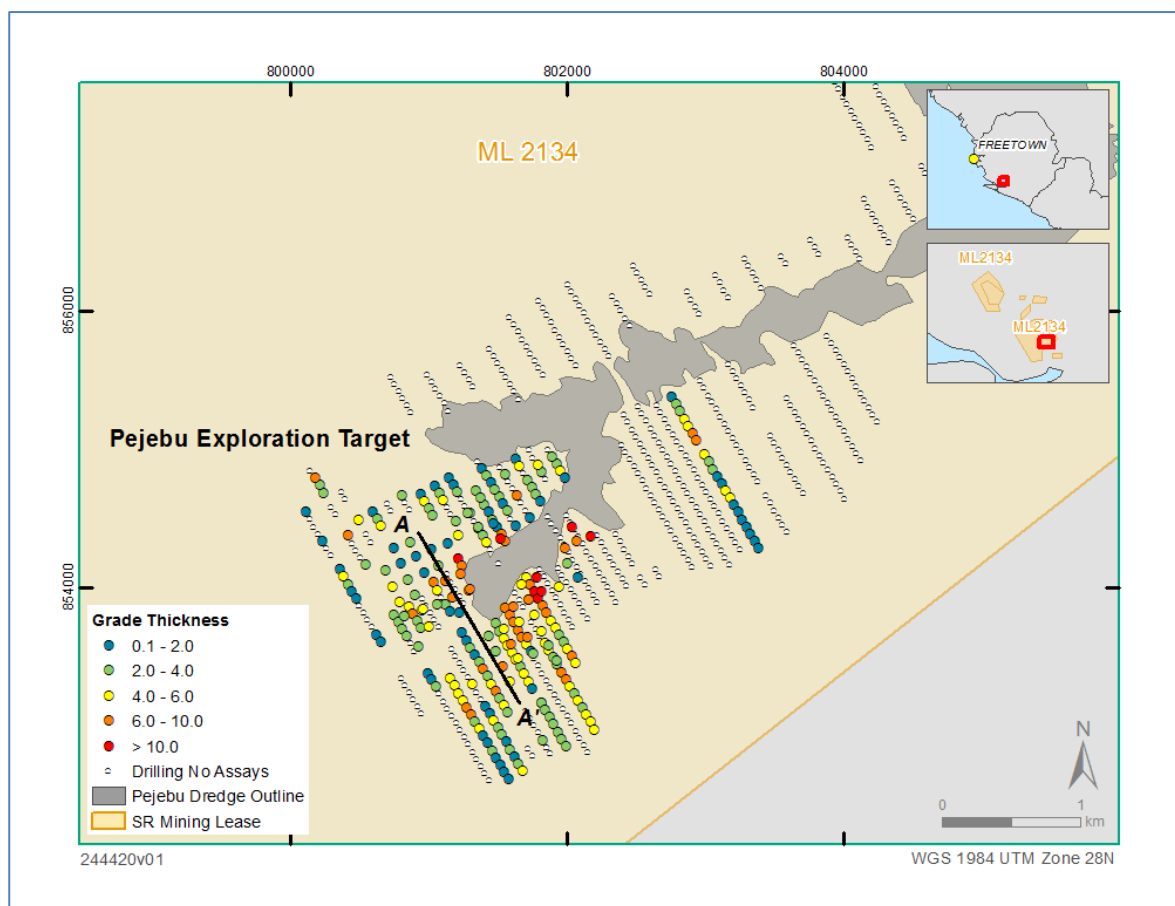 800000
802000
804000
ML 2134
FREETOWN
ML2134
ML2134
856000
Pejebu Exploration Target
A
854000
A'
Grade Thickness
0.1 - 2.0
2.0 - 4.0
4.0 - 6.0
6.0 - 10.0
> 10.0
Drilling No Assays
Pejebu Dredge Outline
SR Mining Lease
N
0
1
km
244420v01
WGS 1984 UTM Zone 28N